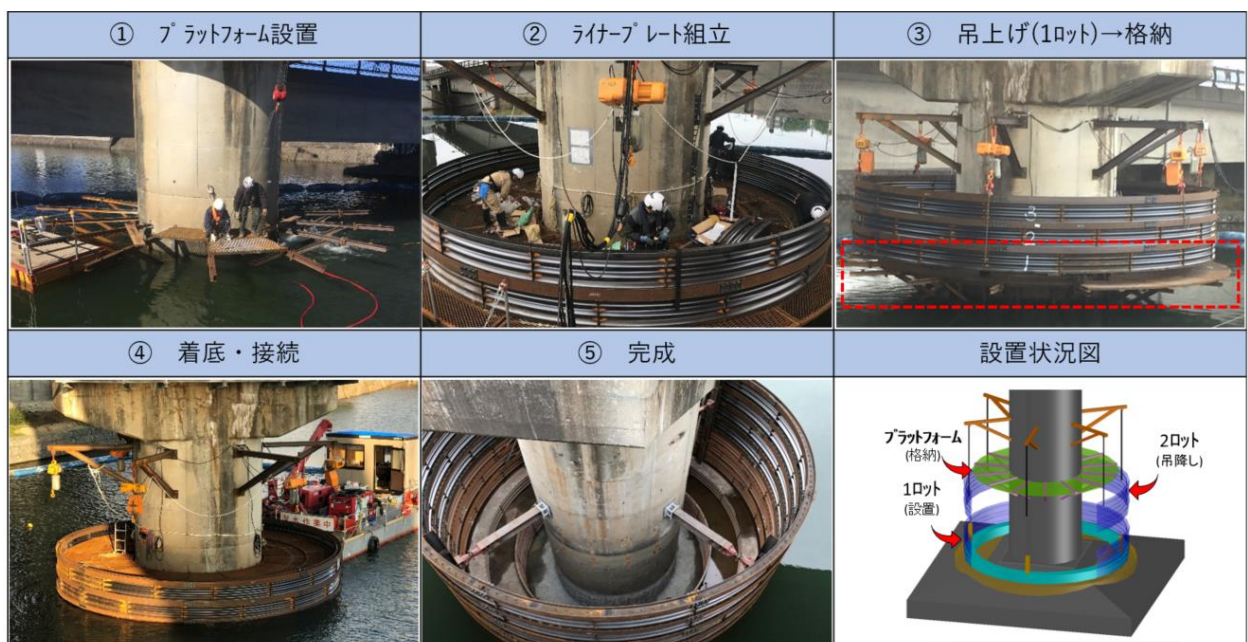 ① プラットフォーム設置
② ライナープレート組立
③ 吊上げ(1ロット)→格納
3
2
1
④ 着底・接続
⑤ 完成
設置状況図
プラットフォーム
(格納)
1ロット
(設置)
2ロット
(吊降し)